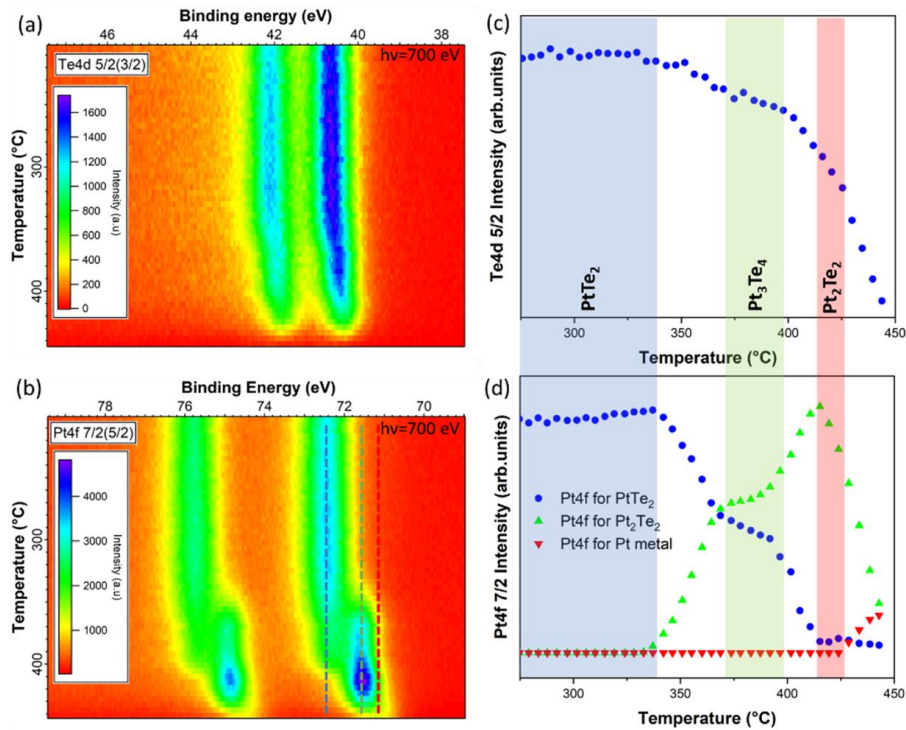 (a)
Binding energy (eV)
46 44 42 40 38
Te4d 5/2(3/2)
hν=700 eV
1600
1400
1200
1000
800
600
400
200
0
Intensity (a.u)
Temperature (°C)
300
400
(b)
Binding Energy (eV)
78 76 74 72 70
Pt4f 7/2(5/2)
hν=700 eV
4000
3000
2000
1000
Intensity (a.u)
Temperature (°C)
300
400
(c)
Te4d 5/2 Intensity (arb.units)
PtTe₂
Pt₃Te₄
Pt₂Te₂
300 350 400 450
Temperature (°C)
(d)
Pt4f 7/2 Intensity (arb.units)
Pt4f for PtTe₂
Pt4f for Pt₂Te₂
Pt4f for Pt metal
300 350 400 450
Temperature (°C)